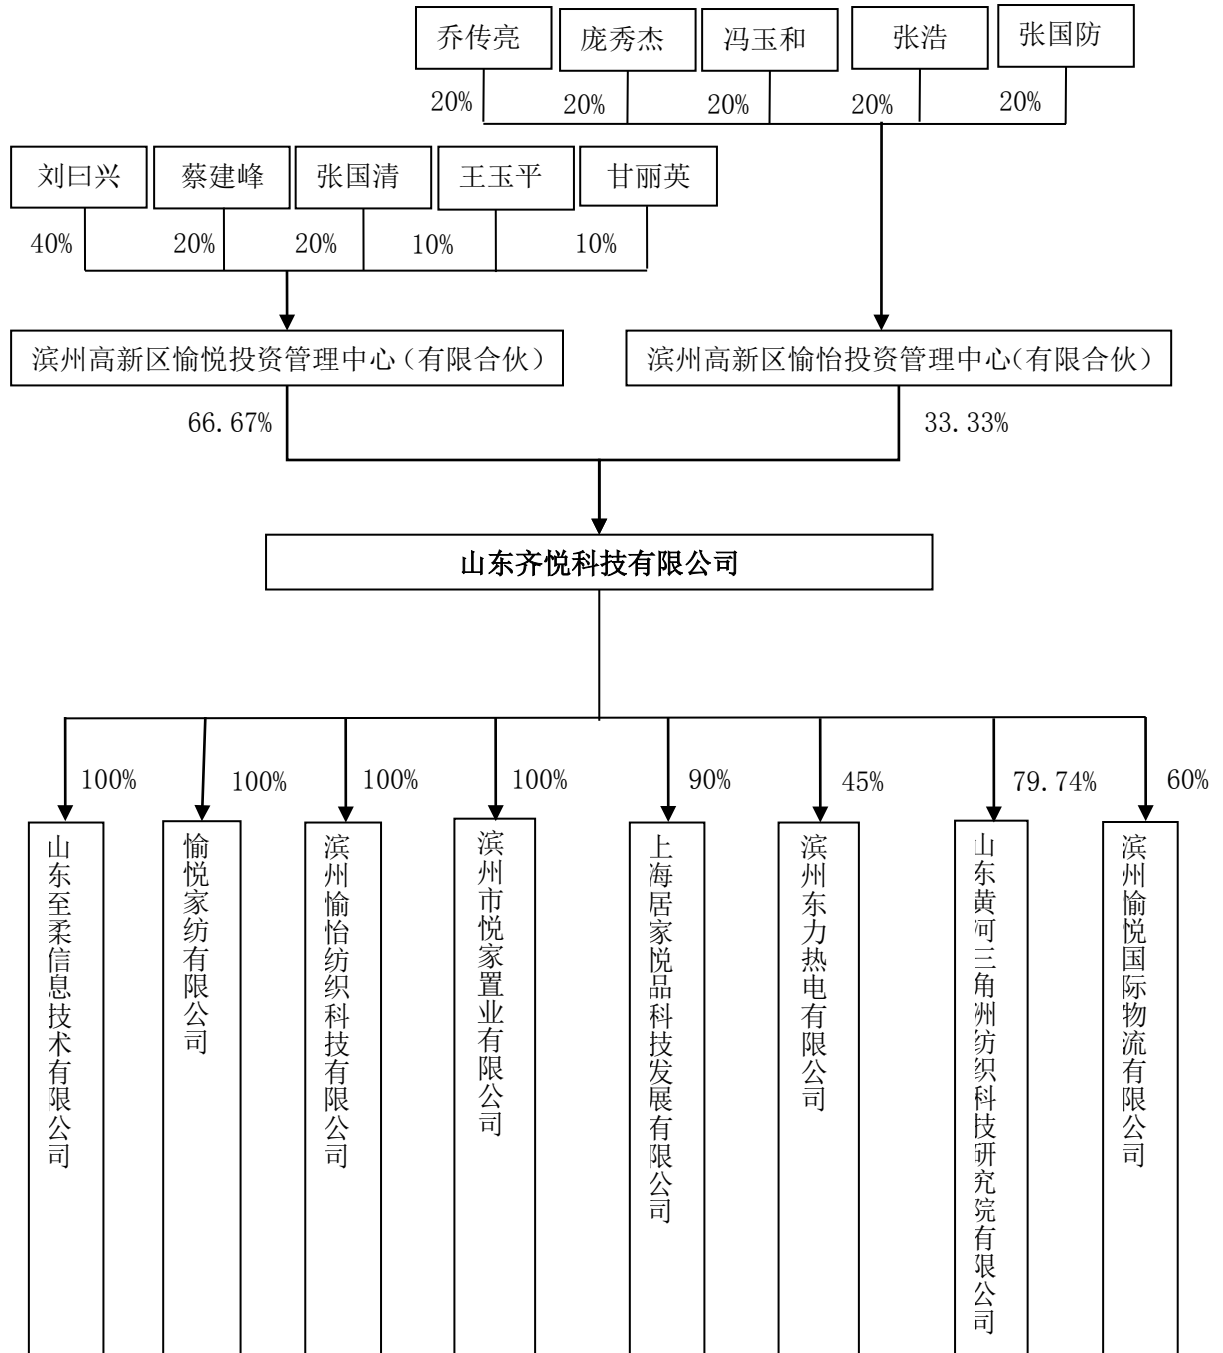 乔传亮
庞秀杰
冯玉和
张浩
张国防
20%
20%
20%
20%
20%
刘曰兴
蔡建峰
张国清
王玉平
甘丽英
40%
20%
20%
10%
10%
滨州高新区愉悦投资管理中心（有限合伙）
滨州高新区愉怡投资管理中心（有限合伙）
66.67%
33.33%
山东齐悦科技有限公司
100%
100%
100%
100%
90%
45%
79.74%
60%
山东至柔信息技术有限公司
愉悦家纺有限公司
滨州愉怡纺织科技有限公司
滨州市悦家置业有限公司
上海居家悦品科技发展有限公司
滨州东力热电有限公司
山东黄河三角洲纺织科技研究院有限公司
滨州愉悦国际物流有限公司